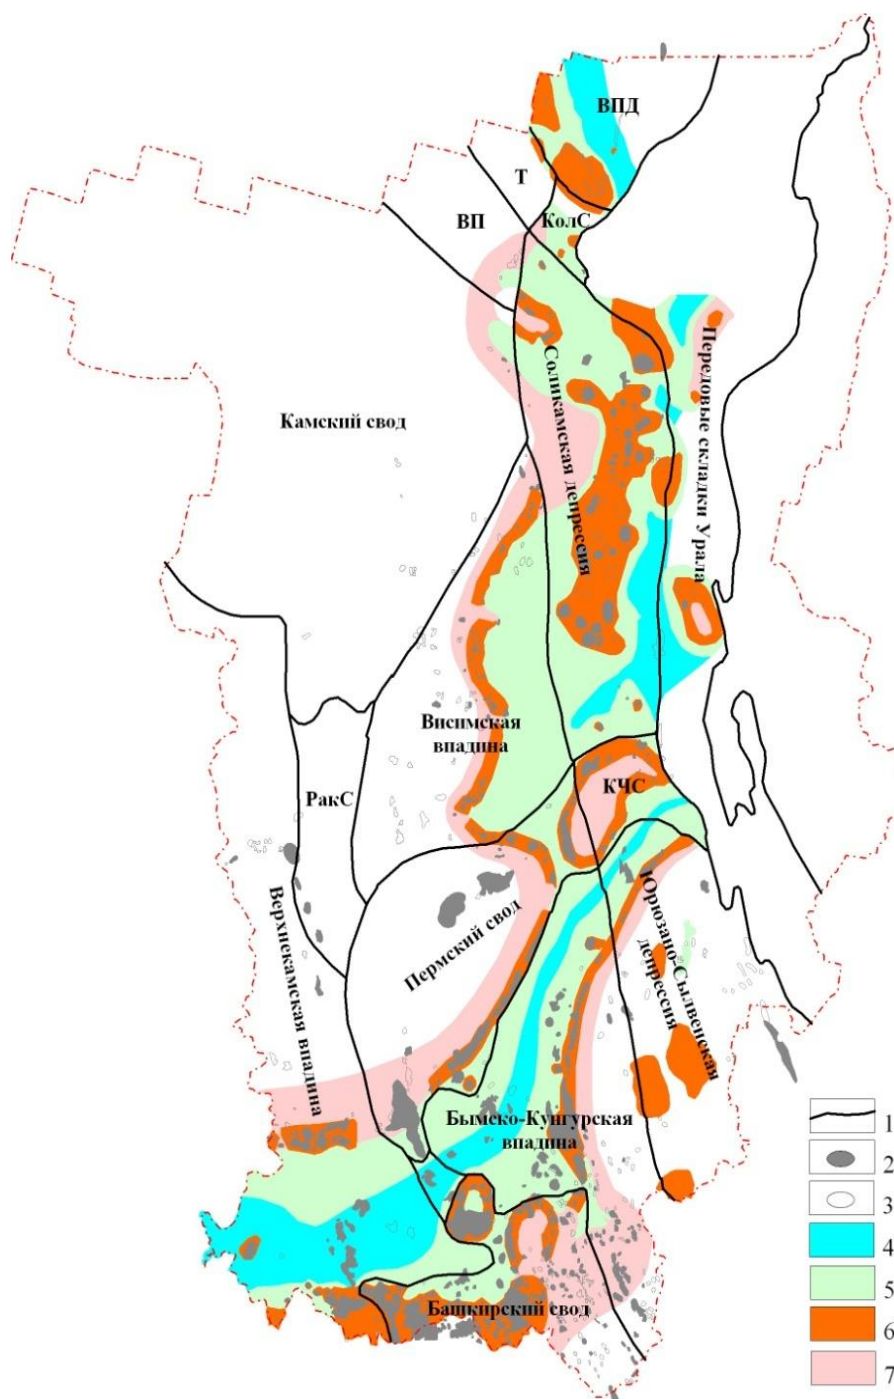 ВПД
Т
ВП
КолС
Соликамская депрессия
Передовые складки Урала
Камский свод
Висимская
впадина
РакС
КЧС
Верхнекамская впадина
Пермский свод
Юрюзано-Сылвенская
депрессия
Бымско-Кунгурская
впадина
Башкирский свод
1
2
3
4
5
6
7